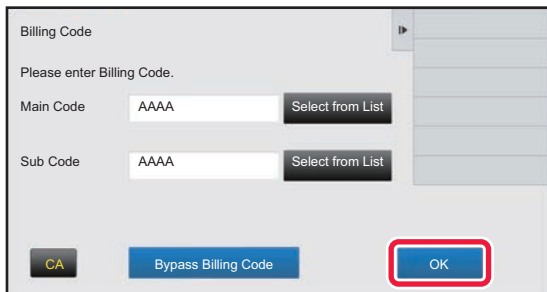 Billing Code
Please enter Billing Code.
Main Code AAAA Select from List
Sub Code AAAA Select from List
CA Bypass Billing Code OK